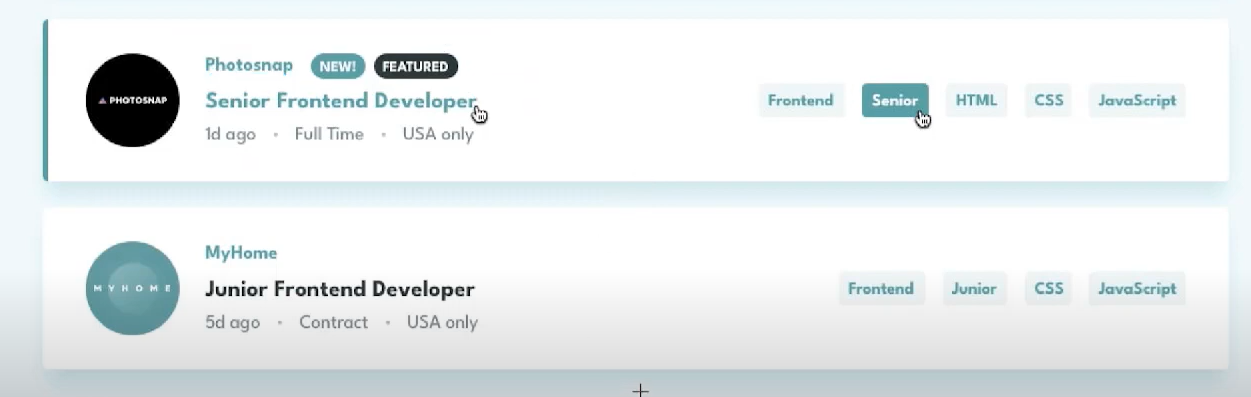 PHOTOSNAP
Photosnap NEW! FEATURED
Senior Frontend Developer
1d ago • Full Time • USA only
Frontend Senior HTML CSS JavaScript
MYHOME
MyHome
Junior Frontend Developer
5d ago • Contract • USA only
Frontend Junior CSS JavaScript